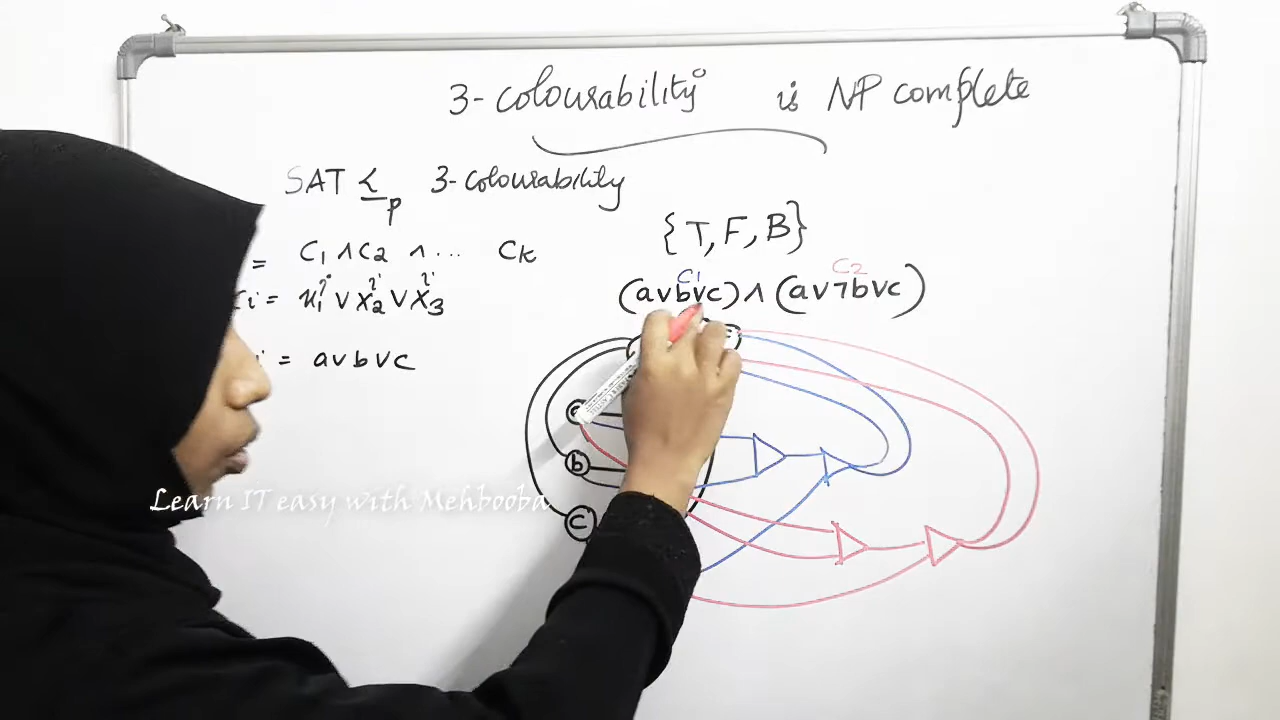 3-colourability is NP complete
SAT ≤p 3-colourability
{T, F, B}
= C1 ∧ C2 ∧ ... Ck
i = x1^i ∨ x2^i ∨ x3^i
C1 C2
(a∨b∨c) ∧ (a∨¬b∨c)
= a∨b∨c
b
c
Learn IT easy with Mehbooba